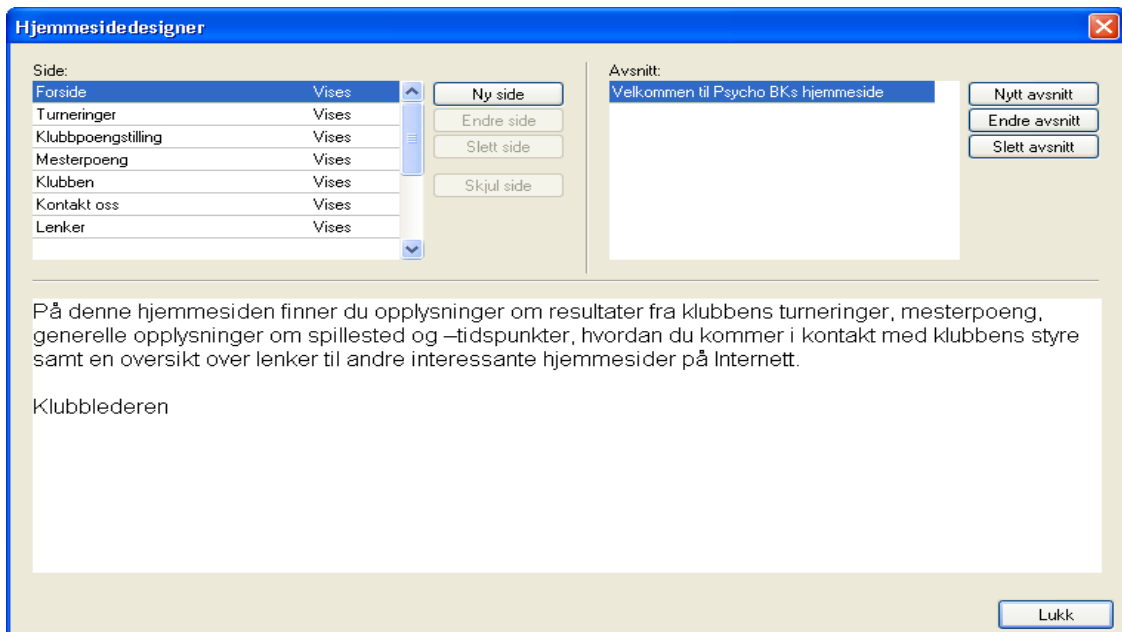 Hjemmesidedesigner
Side:
Forside Vises
Turneringer Vises
Klubbpoengstilling Vises
Mesterpoeng Vises
Klubben Vises
Kontakt oss Vises
Lenker Vises
Ny side
Endre side
Slett side
Skjul side
Avsnitt:
Velkommen til Psycho BKs hjemmeside
Nytt avsnitt
Endre avsnitt
Slett avsnitt
På denne hjemmesiden finner du opplysninger om resultater fra klubbens turneringer, mesterpoeng,
generelle opplysninger om spillested og –tidspunkter, hvordan du kommer i kontakt med klubbens styre
samt en oversikt over lenker til andre interessante hjemmesider på Internett.
Klubblederen
Lukk